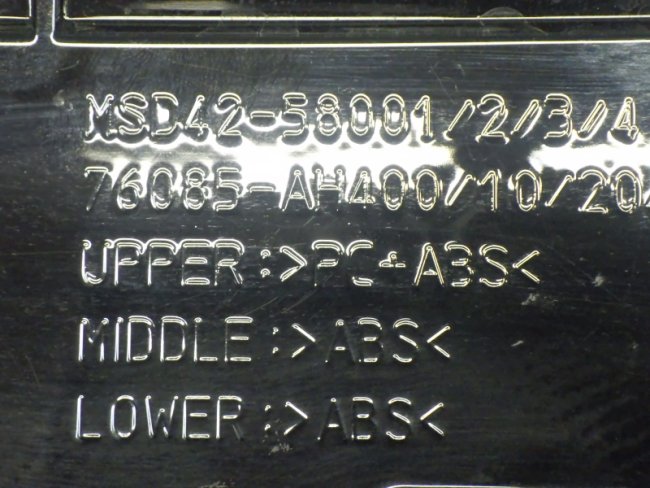 MSD42-58001/2/3/4
76085-AH400/10/20/
UPPER:>PC+ABS<
MIDDLE:>ABS<
LOWER:>ABS<